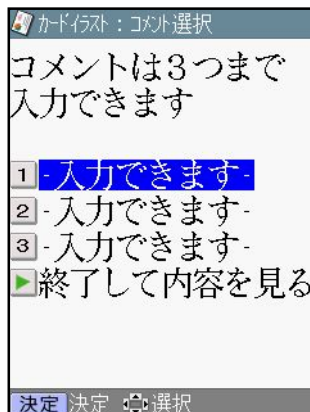 カードイラスト：コメント選択
コメントは３つまで
入力できます
1 -入力できます-
2 -入力できます-
3 -入力できます-
終了して内容を見る
決定 決定 選択